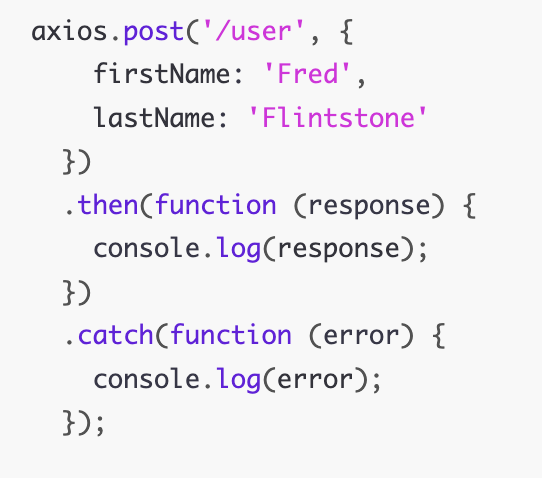 axios.post('/user', {
    firstName: 'Fred',
    lastName: 'Flintstone'
  })
  .then(function (response) {
    console.log(response);
  })
  .catch(function (error) {
    console.log(error);
  });